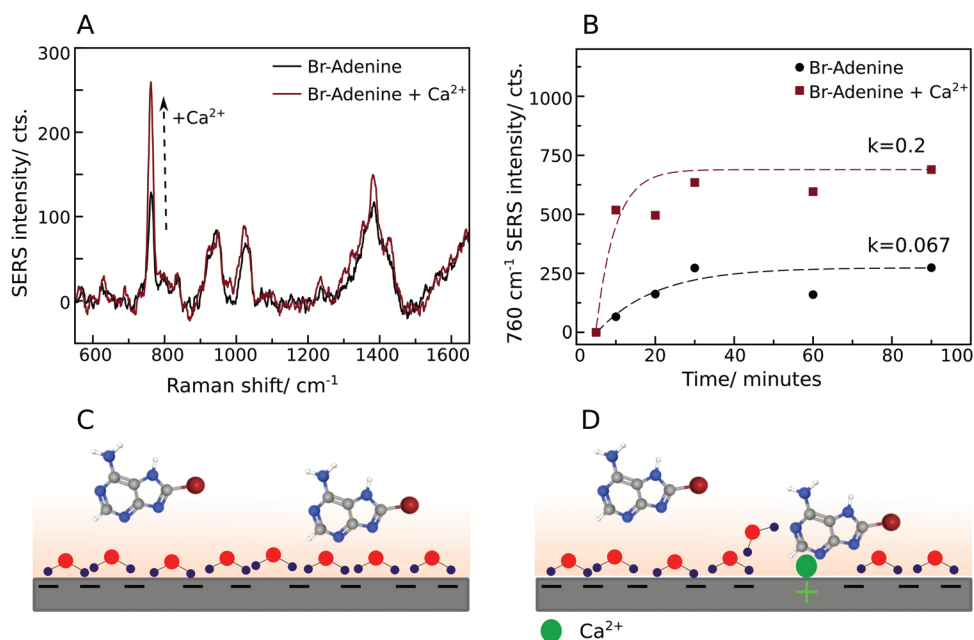 A
300
200
100
0
SERS intensity/ cts.
Br-Adenine
Br-Adenine + Ca²⁺
+Ca²⁺
600 800 1000 1200 1400 1600
Raman shift/ cm⁻¹
B
1000
750
500
250
0
760 cm⁻¹ SERS intensity/ cts.
Br-Adenine
Br-Adenine + Ca²⁺
k=0.2
k=0.067
0 20 40 60 80 100
Time/ minutes
C
D
+
Ca²⁺